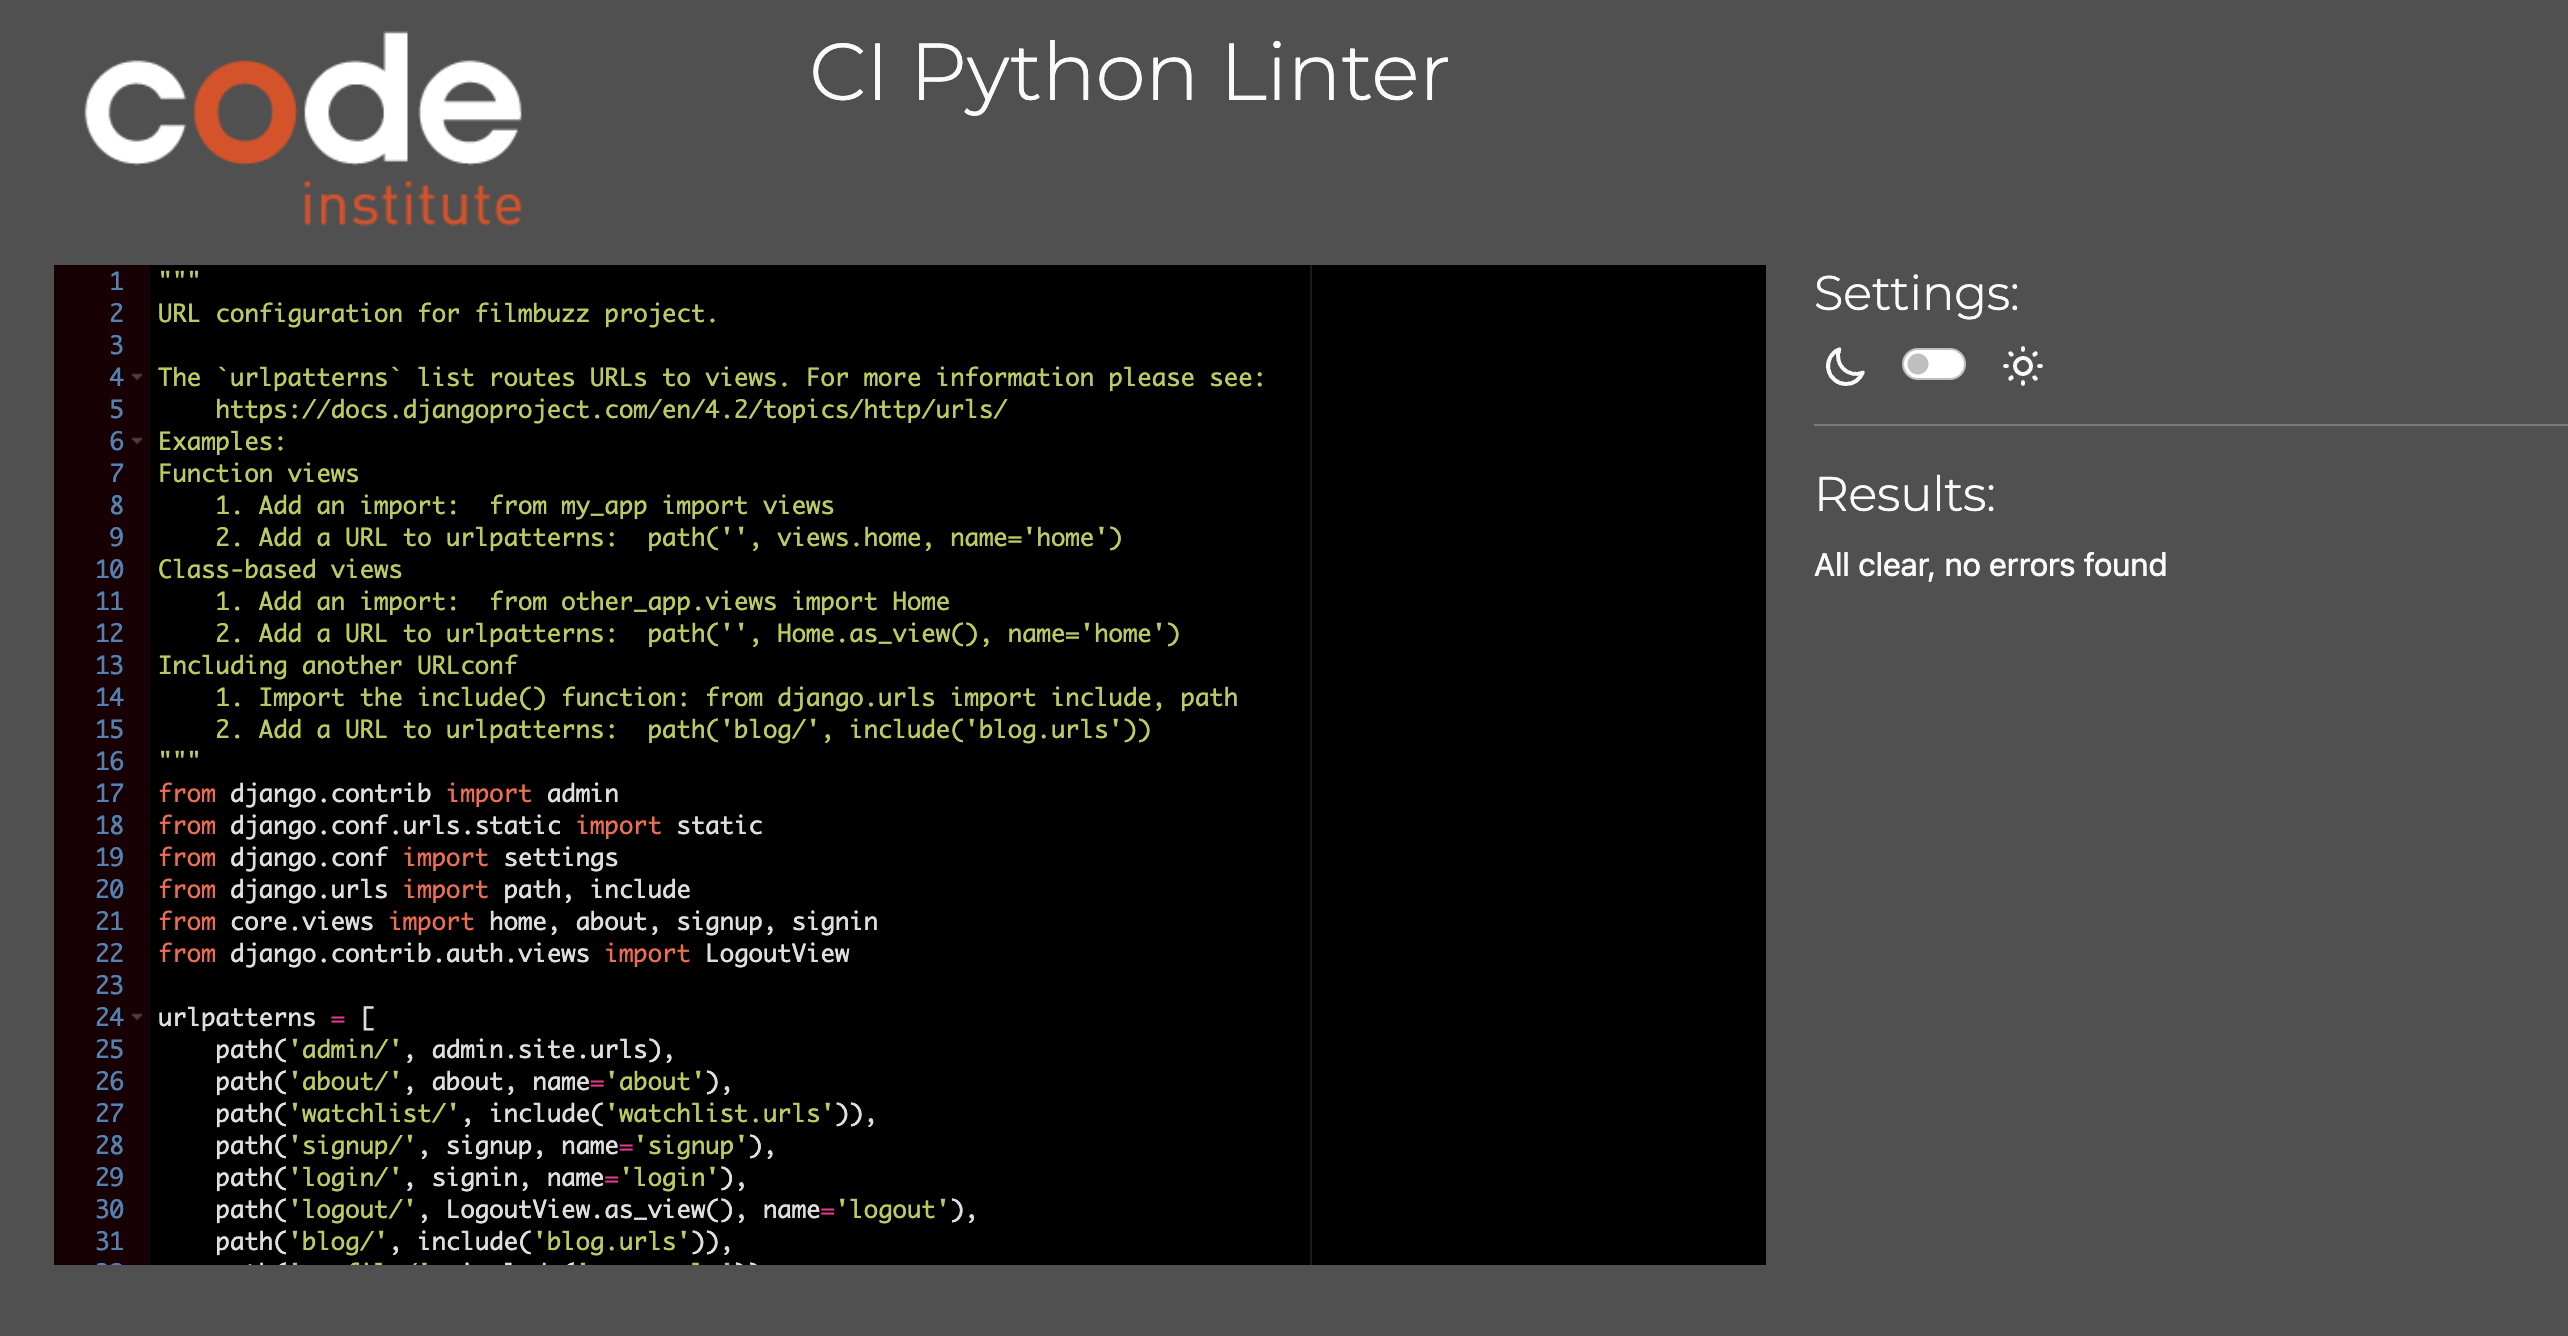 code
institute
CI Python Linter
1 """
2 URL configuration for filmbuzz project.
3
4 The `urlpatterns` list routes URLs to views. For more information please see:
5     https://docs.djangoproject.com/en/4.2/topics/http/urls/
6 Examples:
7 Function views
8     1. Add an import:  from my_app import views
9     2. Add a URL to urlpatterns:  path('', views.home, name='home')
10 Class-based views
11     1. Add an import:  from other_app.views import Home
12     2. Add a URL to urlpatterns:  path('', Home.as_view(), name='home')
13 Including another URLconf
14     1. Import the include() function: from django.urls import include, path
15     2. Add a URL to urlpatterns:  path('blog/', include('blog.urls'))
16 """
17 from django.contrib import admin
18 from django.conf.urls.static import static
19 from django.conf import settings
20 from django.urls import path, include
21 from core.views import home, about, signup, signin
22 from django.contrib.auth.views import LogoutView
23
24 urlpatterns = [
25     path('admin/', admin.site.urls),
26     path('about/', about, name='about'),
27     path('watchlist/', include('watchlist.urls')),
28     path('signup/', signup, name='signup'),
29     path('login/', signin, name='login'),
30     path('logout/', LogoutView.as_view(), name='logout'),
31     path('blog/', include('blog.urls')),
Settings:
Results:
All clear, no errors found